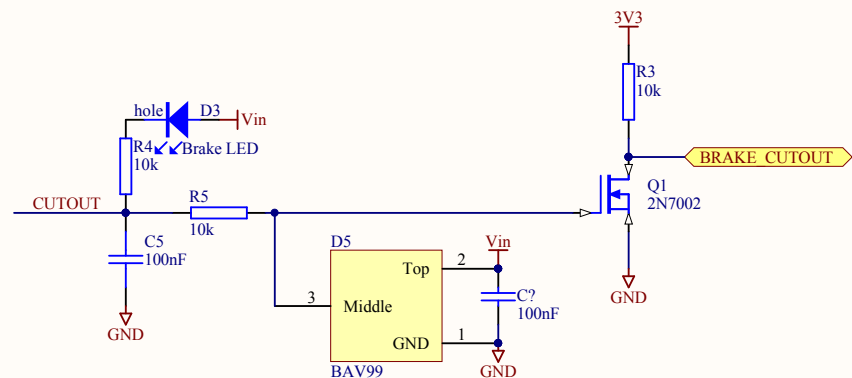 3V3
R3
10k
hole
D3
Vin
R4
10k
Brake LED
BRAKE_CUTOUT
Q1
2N7002
CUTOUT
R5
10k
C5
100nF
D5
Vin
Top
2
3
Middle
C?
100nF
GND
1
GND
GND
GND
BAV99